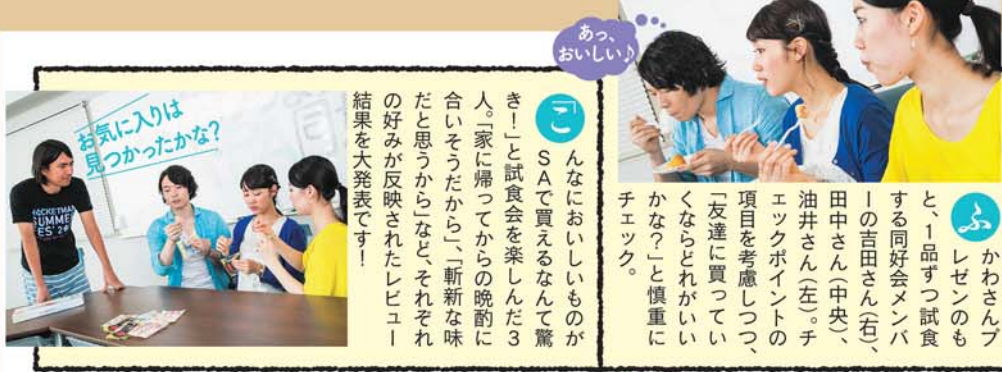 あっ、
おいしい♪
ふかわさんプ
レゼンのも
と、1品ずつ試食
する同好会メンバ
ーの吉田さん(右)、
田中さん(中央)、
油井さん(左)。チ
ェックポイントの
項目を考慮しつつ、
「友達に買ってい
くならどれがいい
かな?」と慎重に
チェック。
「こんなにおいしいものが
SAで買えるなんて驚
き!」と試食会を楽しんだ3
人。「家に帰ってからの晩酌に
合いそうだから」、「斬新な味
だと思うから」など、それぞれ
の好みが反映されたレビュー
結果を大発表です!
お気に入りは
見つかったかな?
ROCKETMAN
SUMMER
FES'